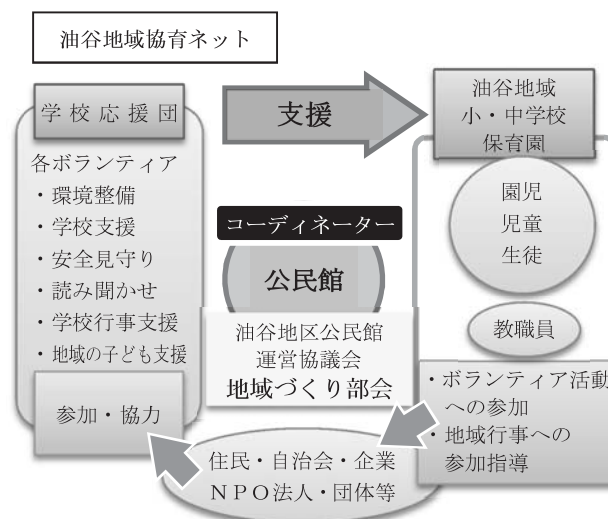 油谷地域協育ネット
学校応援団
各ボランティア
・環境整備
・学校支援
・安全見守り
・読み聞かせ
・学校行事支援
・地域の子ども支援
参加・協力
支援
コーディネーター
公民館
油谷地区公民館
運営協議会
地域づくり部会
住民・自治会・企業
NPO法人・団体等
油谷地域
小・中学校
保育園
園児
児童
生徒
教職員
・ボランティア活動
への参加
・地域行事への
参加指導